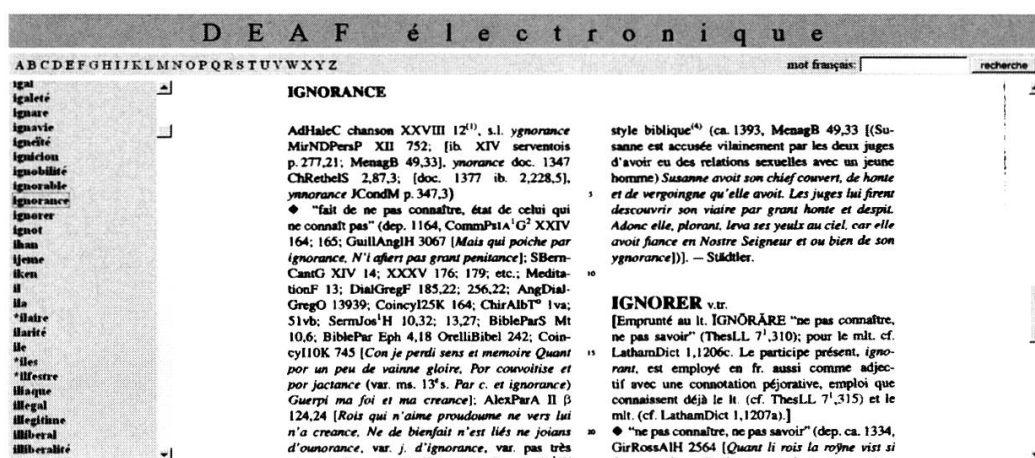 D E A F é l e c t r o n i q u e
A B C D E F G H I J K L M N O P Q R S T U V W X Y Z
mot français:
recherche
igal
igaleté
ignare
ignavie
igneïté
ignicion
ignobilité
ignorable
ignorance
ignorer
ignot
ihan
ijeme
iken
il
ila
*ilaire
ilarité
ile
*iles
*ilfestre
iliaque
illegal
illegitime
illiberal
illiberalité
IGNORANCE
AdHaleC chanson XXVIII 12(1), s.l. ygnorance
MirNDPersP XII 752; [ib. XIV serventois
p. 277,21; MenagB 49,33], ynorance doc. 1347
ChRethelS 2,87,3; [doc. 1377 ib. 2,228,5],
ynnorance JCondM p. 347,3)
◆ "fait de ne pas connaître, état de celui qui
ne connaît pas" (dep. 1164, CommPsIA¹G² XXIV
164; 165; GuillAnglH 3067 [Mais qui poiche par
ignorance, N'i afiert pas grant penitance]; SBern-
CantG XIV 14; XXXV 176; 179; etc.; Medita-
tionF 13; DialGregF 185,22; 256,22; AngDial-
GregO 13939; CoincyI25K 164; ChirAlbT° 1va;
51vb; SermJos¹H 10,32; 13,27; BibleParS Mt
10,6; BiblePar Eph 4,18 OrelliBibel 242; Coin-
cyI10K 745 [Con je perdi sens et memoire Quant
por un peu de vainne gloire, Por couvoitise et
por jactance (var. ms. 13es. Par c. et ignorance)
Guerpi ma foi et ma creance]; AlexParA II β
124,24 [Rois qui n'aime proudoume ne vers lui
n'a creance, Ne de bienfait n'est liés ne joians
d'ounorance, var. j. d'ignorance, var. pas très
style biblique(4) (ca. 1393, MenagB 49,33 [(Su-
sanne est accusée vilainement par les deux juges
d'avoir eu des relations sexuelles avec un jeune
homme) Susanne avoit son chief couvert, de honte
5 et de vergoingne qu'elle avoit. Les juges lui firent
descouvrir son viaire par grant honte et despit.
Adonc elle, plorant, leva ses yeulx au ciel, car elle
avoit fiance en Nostre Seigneur et ou bien de son
ygnorance])]. — Städtler.
10
IGNORER v.tr.
[Emprunté au lt. IGNŌRĀRE "ne pas connaître,
ne pas savoir" (ThesLL 7¹,310); pour le mlt. cf.
15 LathamDict 1,1206c. Le participe présent, igno-
rant, est employé en fr. aussi comme adjec-
tif avec une connotation péjorative, emploi que
connaissent déjà le lt. (cf. ThesLL 7¹,315) et le
mlt. (cf. LathamDict 1,1207a).]
20 ◆ "ne pas connaître, ne pas savoir" (dep. ca. 1334,
GirRossAlH 2564 [Quant li rois la roÿne vist si